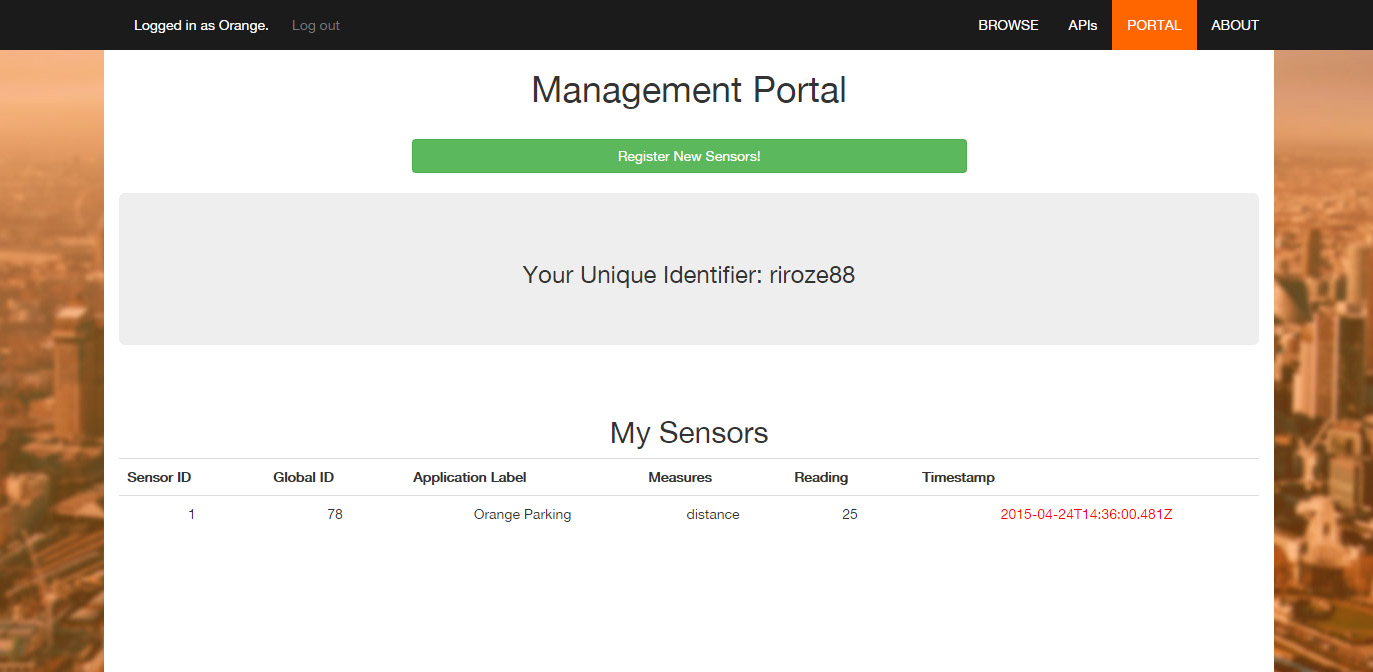 Logged in as Orange. Log out BROWSE APIs PORTAL ABOUT
Management Portal
Register New Sensors!
Your Unique Identifier: riroze88
My Sensors
Sensor ID Global ID Application Label Measures Reading Timestamp
1 78 Orange Parking distance 25 2015-04-24T14:36:00.481Z